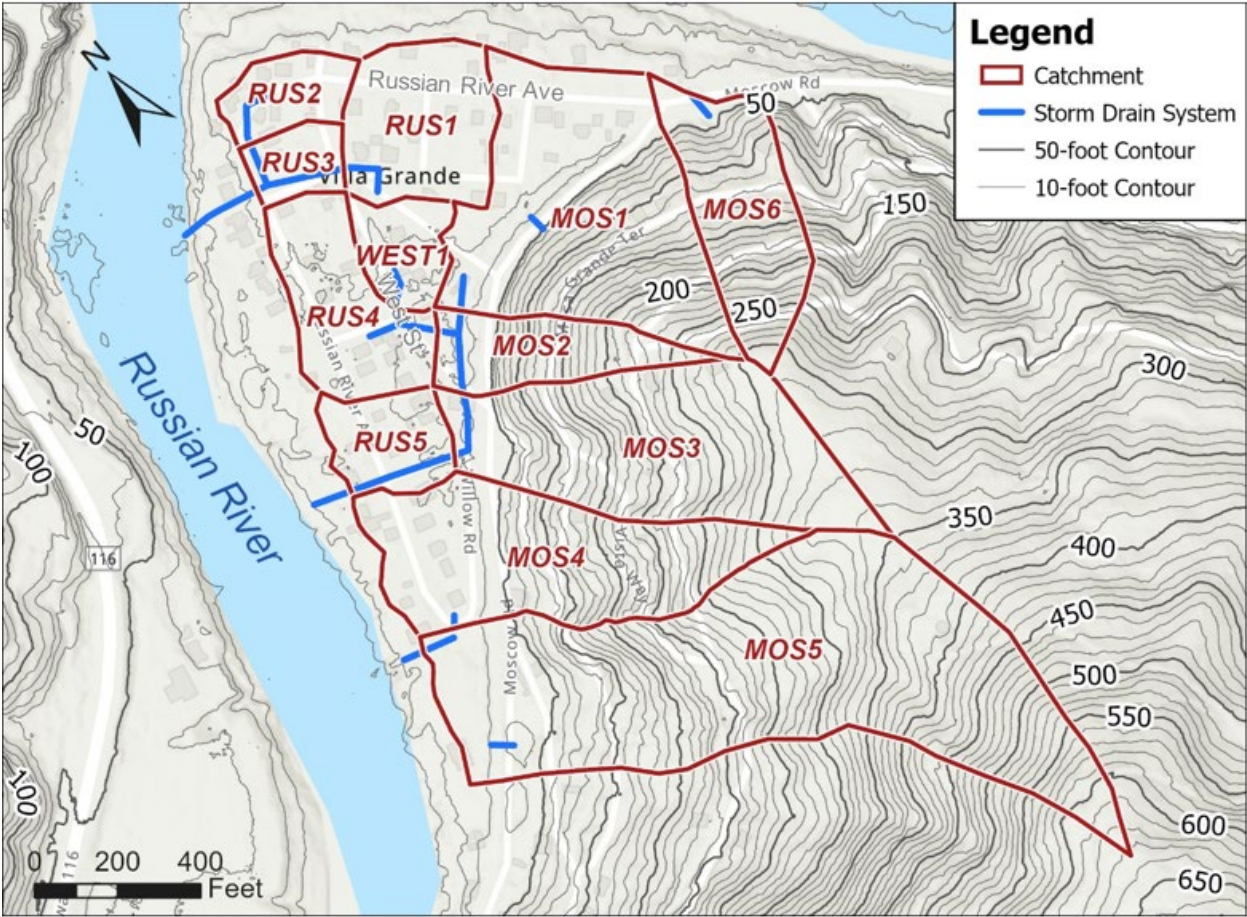 Legend
Catchment
Storm Drain System
50-foot Contour
10-foot Contour
N
RUS2
Russian River Ave
Moscow Rd
50
RUS1
RUS3
Villa Grande
MOS1
MOS6
150
WEST1
200
250
West St
RUS4
MOS2
Russian River
300
50
100
RUS5
MOS3
Willow Rd
350
116
MOS4
400
Vista Way
450
MOS5
500
550
100
600
650
0 200 400
Feet
116